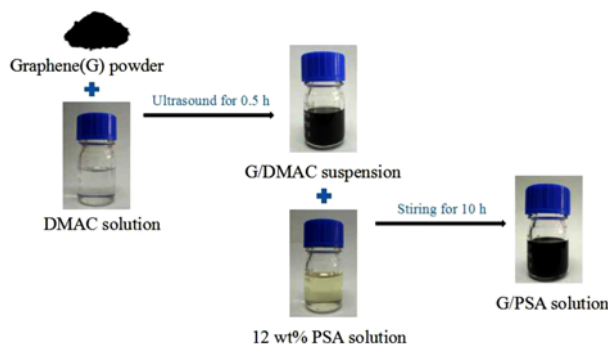 Graphene(G) powder
Ultrasound for 0.5 h
DMAC solution
G/DMAC suspension
Stiring for 10 h
12 wt% PSA solution
G/PSA solution